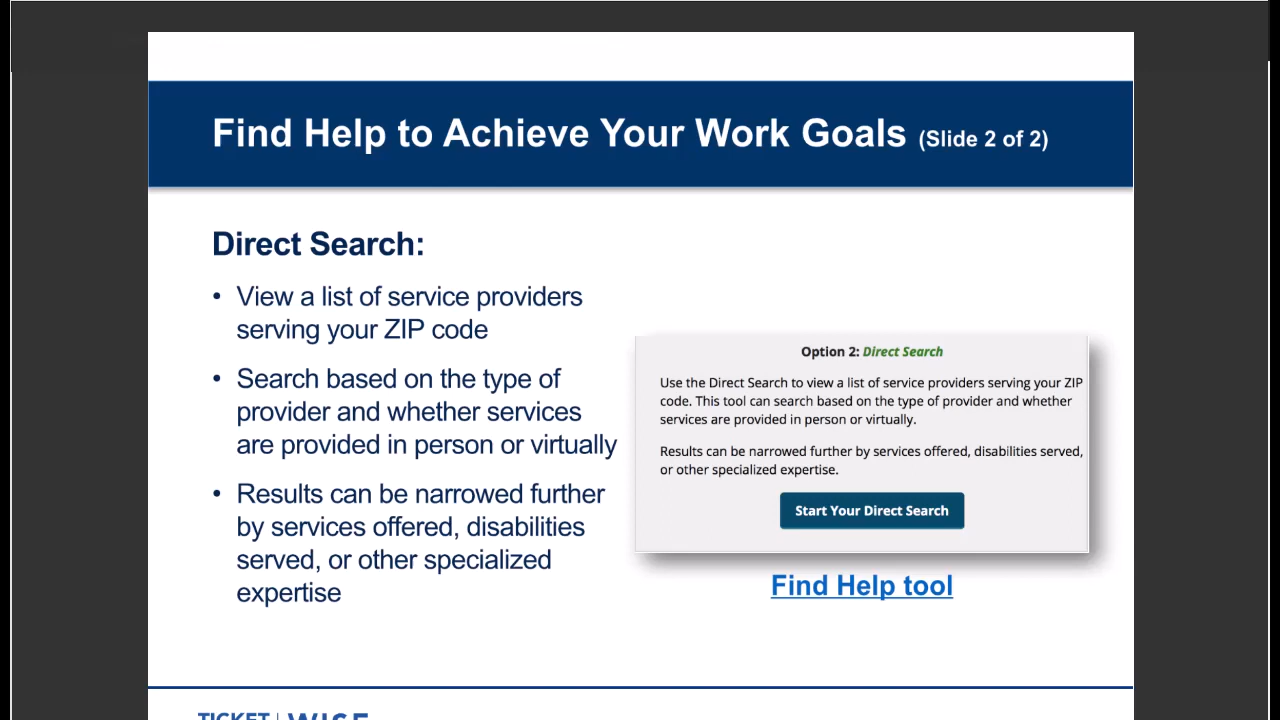 Find Help to Achieve Your Work Goals (Slide 2 of 2)
Direct Search:
• View a list of service providers
serving your ZIP code
• Search based on the type of
provider and whether services
are provided in person or virtually
• Results can be narrowed further
by services offered, disabilities
served, or other specialized
expertise
Option 2: Direct Search
Use the Direct Search to view a list of service providers serving your ZIP
code. This tool can search based on the type of provider and whether
services are provided in person or virtually.
Results can be narrowed further by services offered, disabilities served,
or other specialized expertise.
Start Your Direct Search
Find Help tool
TICKET | WISE